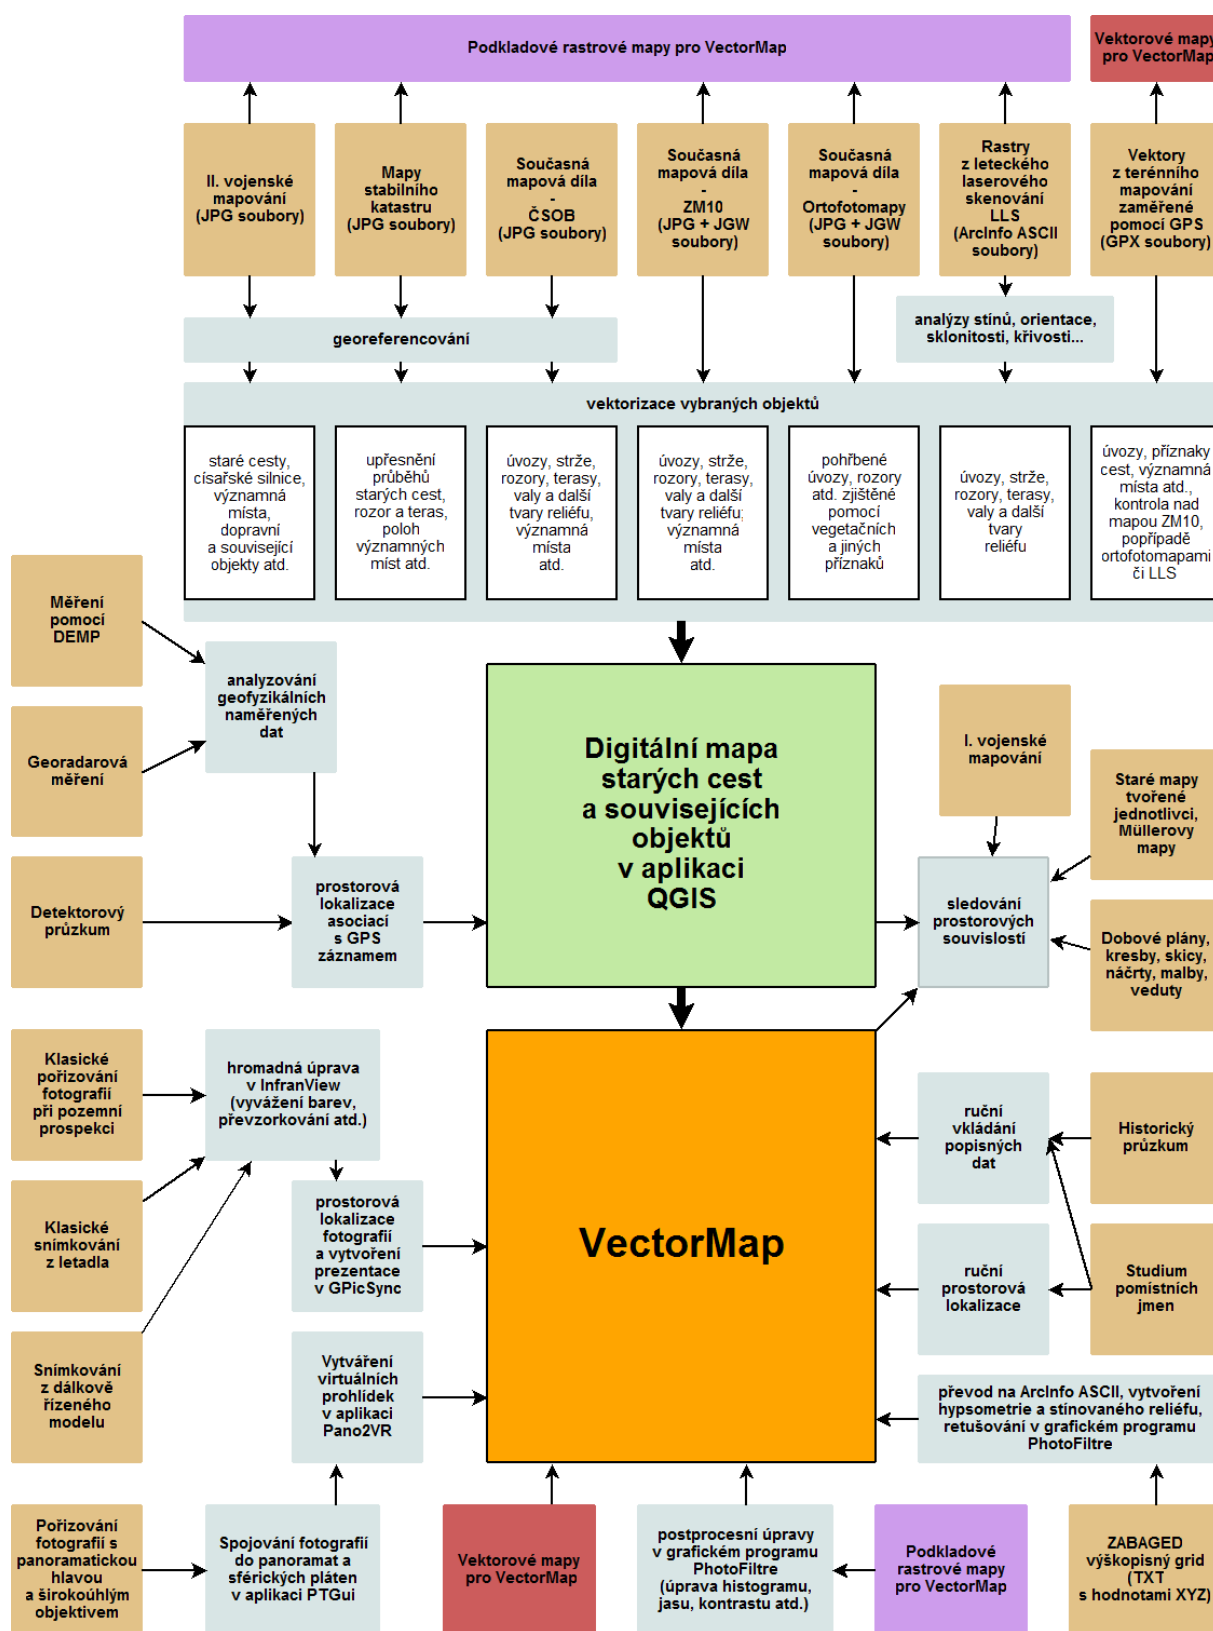 Podkladové rastrové mapy pro VectorMap
Vektorové mapy
pro VectorMap
II. vojenské
mapování
(JPG soubory)
Mapy
stabilního
katastru
(JPG soubory)
Současná
mapová díla
-
ČSOB
(JPG soubory)
Současná
mapová díla
-
ZM10
(JPG + JGW
soubory)
Současná
mapová díla
-
Ortofotomapy
(JPG + JGW
soubory)
Rastry
z leteckého
laserového
skenování
LLS
(ArcInfo ASCII
soubory)
Vektory
z terénního
mapování
zaměřené
pomocí GPS
(GPX soubory)
georeferencování
analýzy stínů, orientace,
sklonitosti, křivosti...
vektorizace vybraných objektů
staré cesty,
císařské silnice,
významná
místa,
dopravní
a související
objekty atd.
upřesnění
průběhů
starých cest,
rozor a teras,
poloh
významných
míst atd.
úvozy, strže,
rozory, terasy,
valy a další
tvary reliéfu,
významná
místa
atd.
úvozy, strže,
rozory, terasy,
valy a další
tvary reliéfu;
významná
místa
atd.
pohřbené
úvozy, rozory
atd. zjištěné
pomocí
vegetačních
a jiných
příznaků
úvozy, strže,
rozory, terasy,
valy a další
tvary
reliéfu
úvozy, příznaky
cest, významná
místa atd.,
kontrola nad
mapou ZM10,
popřípadě
ortofotomapami
či LLS
Měření
pomocí
DEMP
analyzování
geofyzikálních
naměřených
dat
Georadarová
měření
Detektorový
průzkum
prostorová
lokalizace
asociací
s GPS
záznamem
Digitální mapa
starých cest
a souvisejících
objektů
v aplikaci
QGIS
I. vojenské
mapování
Staré mapy
tvořené
jednotlivci,
Müllerovy
mapy
sledování
prostorových
souvislostí
Dobové plány,
kresby, skicy,
náčrty, malby,
veduty
Klasické
pořizování
fotografií
při pozemní
prospekci
hromadná úprava
v InfranView
(vyvážení barev,
převzorkování atd.)
Klasické
snímkování
z letadla
prostorová
lokalizace
fotografií
a vytvoření
prezentace
v GPicSync
VectorMap
ruční
vkládání
popisných
dat
Historický
průzkum
ruční
prostorová
lokalizace
Studium
pomístních
jmen
Snímkování
z dálkově
řízeného
modelu
Vytváření
virtuálních
prohlídek
v aplikaci
Pano2VR
převod na ArcInfo ASCII, vytvoření
hypsometrie a stínovaného reliéfu,
retušování v grafickém programu
PhotoFiltre
Pořizování
fotografií s
panoramatickou
hlavou
a širokoúhlým
objektivem
Spojování fotografií
do panoramat a
sférických pláten
v aplikaci PTGui
Vektorové mapy
pro VectorMap
postprocesní úpravy
v grafickém programu
PhotoFiltre
(úprava histogramu,
jasu, kontrastu atd.)
Podkladové
rastrové mapy
pro VectorMap
ZABAGED
výškopisný grid
(TXT
s hodnotami XYZ)